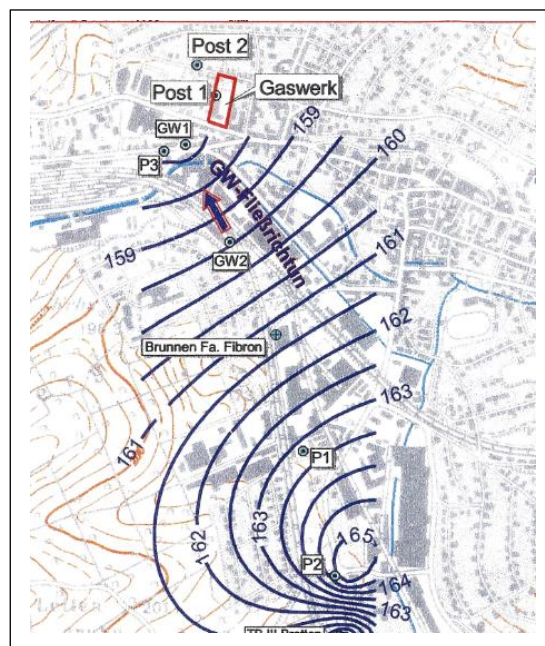 Post 2
Post 1
Gaswerk
GW1
P3
159
160
GW-Fließrichtun
161
159
GW2
162
Brunnen Fa. Fibron
163
161
P1
163
162
165
P2
164
163